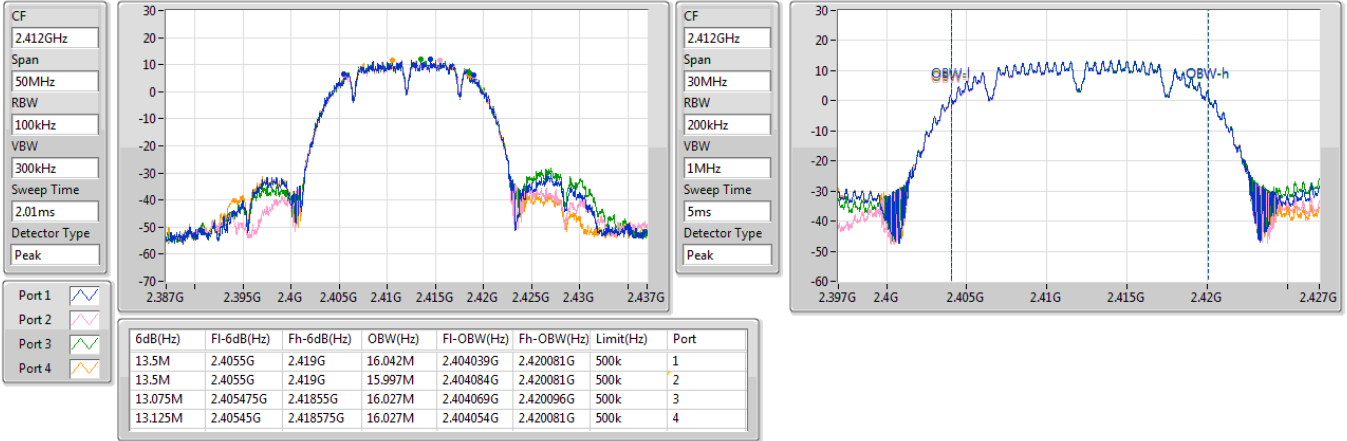 CF
2.412GHz
Span
50MHz
RBW
100kHz
VBW
300kHz
Sweep Time
2.01ms
Detector Type
Peak
30
20
10
0
-10
-20
-30
-40
-50
-60
-70
2.387G 2.395G 2.4G 2.405G 2.41G 2.415G 2.42G 2.425G 2.43G 2.437G
CF
2.412GHz
Span
30MHz
RBW
200kHz
VBW
1MHz
Sweep Time
5ms
Detector Type
Peak
30
20
10
0
-10
-20
-30
-40
-50
-60
OBW-l OBW-h
2.397G 2.4G 2.405G 2.41G 2.415G 2.42G 2.427G
Port 1
Port 2
Port 3
Port 4
6dB(Hz) Fl-6dB(Hz) Fh-6dB(Hz) OBW(Hz) Fl-OBW(Hz) Fh-OBW(Hz) Limit(Hz) Port
13.5M 2.4055G 2.419G 16.042M 2.404039G 2.420081G 500k 1
13.5M 2.4055G 2.419G 15.997M 2.404084G 2.420081G 500k 2
13.075M 2.405475G 2.41855G 16.027M 2.404069G 2.420096G 500k 3
13.125M 2.40545G 2.418575G 16.027M 2.404054G 2.420081G 500k 4